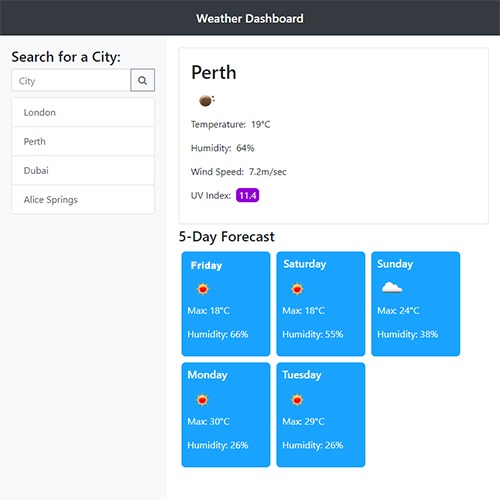 Weather Dashboard
Search for a City:
City
London
Perth
Dubai
Alice Springs
Perth
Temperature: 19°C
Humidity: 64%
Wind Speed: 7.2m/sec
UV Index: 11.4
5-Day Forecast
Friday
Max: 18°C
Humidity: 66%
Saturday
Max: 18°C
Humidity: 55%
Sunday
Max: 24°C
Humidity: 38%
Monday
Max: 30°C
Humidity: 26%
Tuesday
Max: 29°C
Humidity: 26%